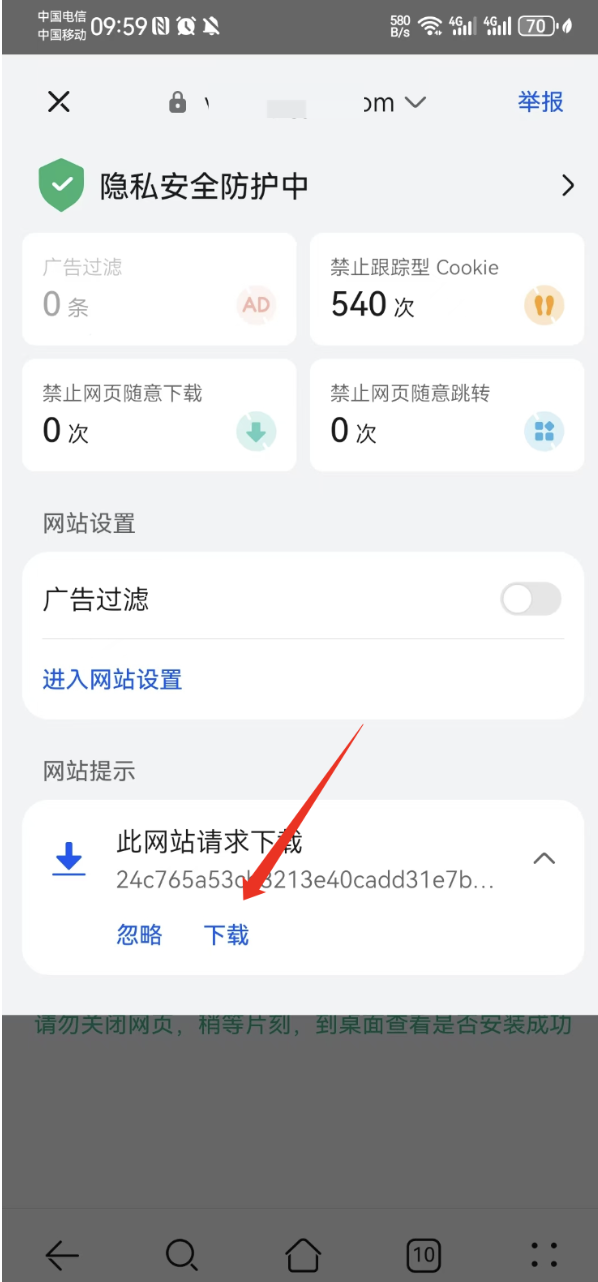 中国电信
中国移动
09:59
580 B/s
4G 4G
70
om
举报
隐私安全防护中
广告过滤
0 条
AD
禁止跟踪型 Cookie
540 次
禁止网页随意下载
0 次
禁止网页随意跳转
0 次
网站设置
广告过滤
进入网站设置
网站提示
此网站请求下载
忽略
下载
请勿关闭网页，稍等片刻，到桌面查看是否安装成功
10